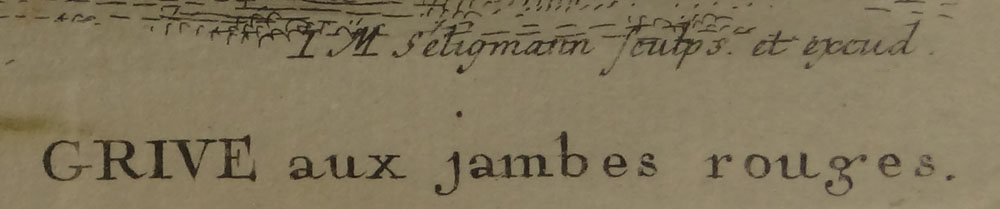 I M Seligmann sculps. et excud.
GRIVE aux jambes rouges.